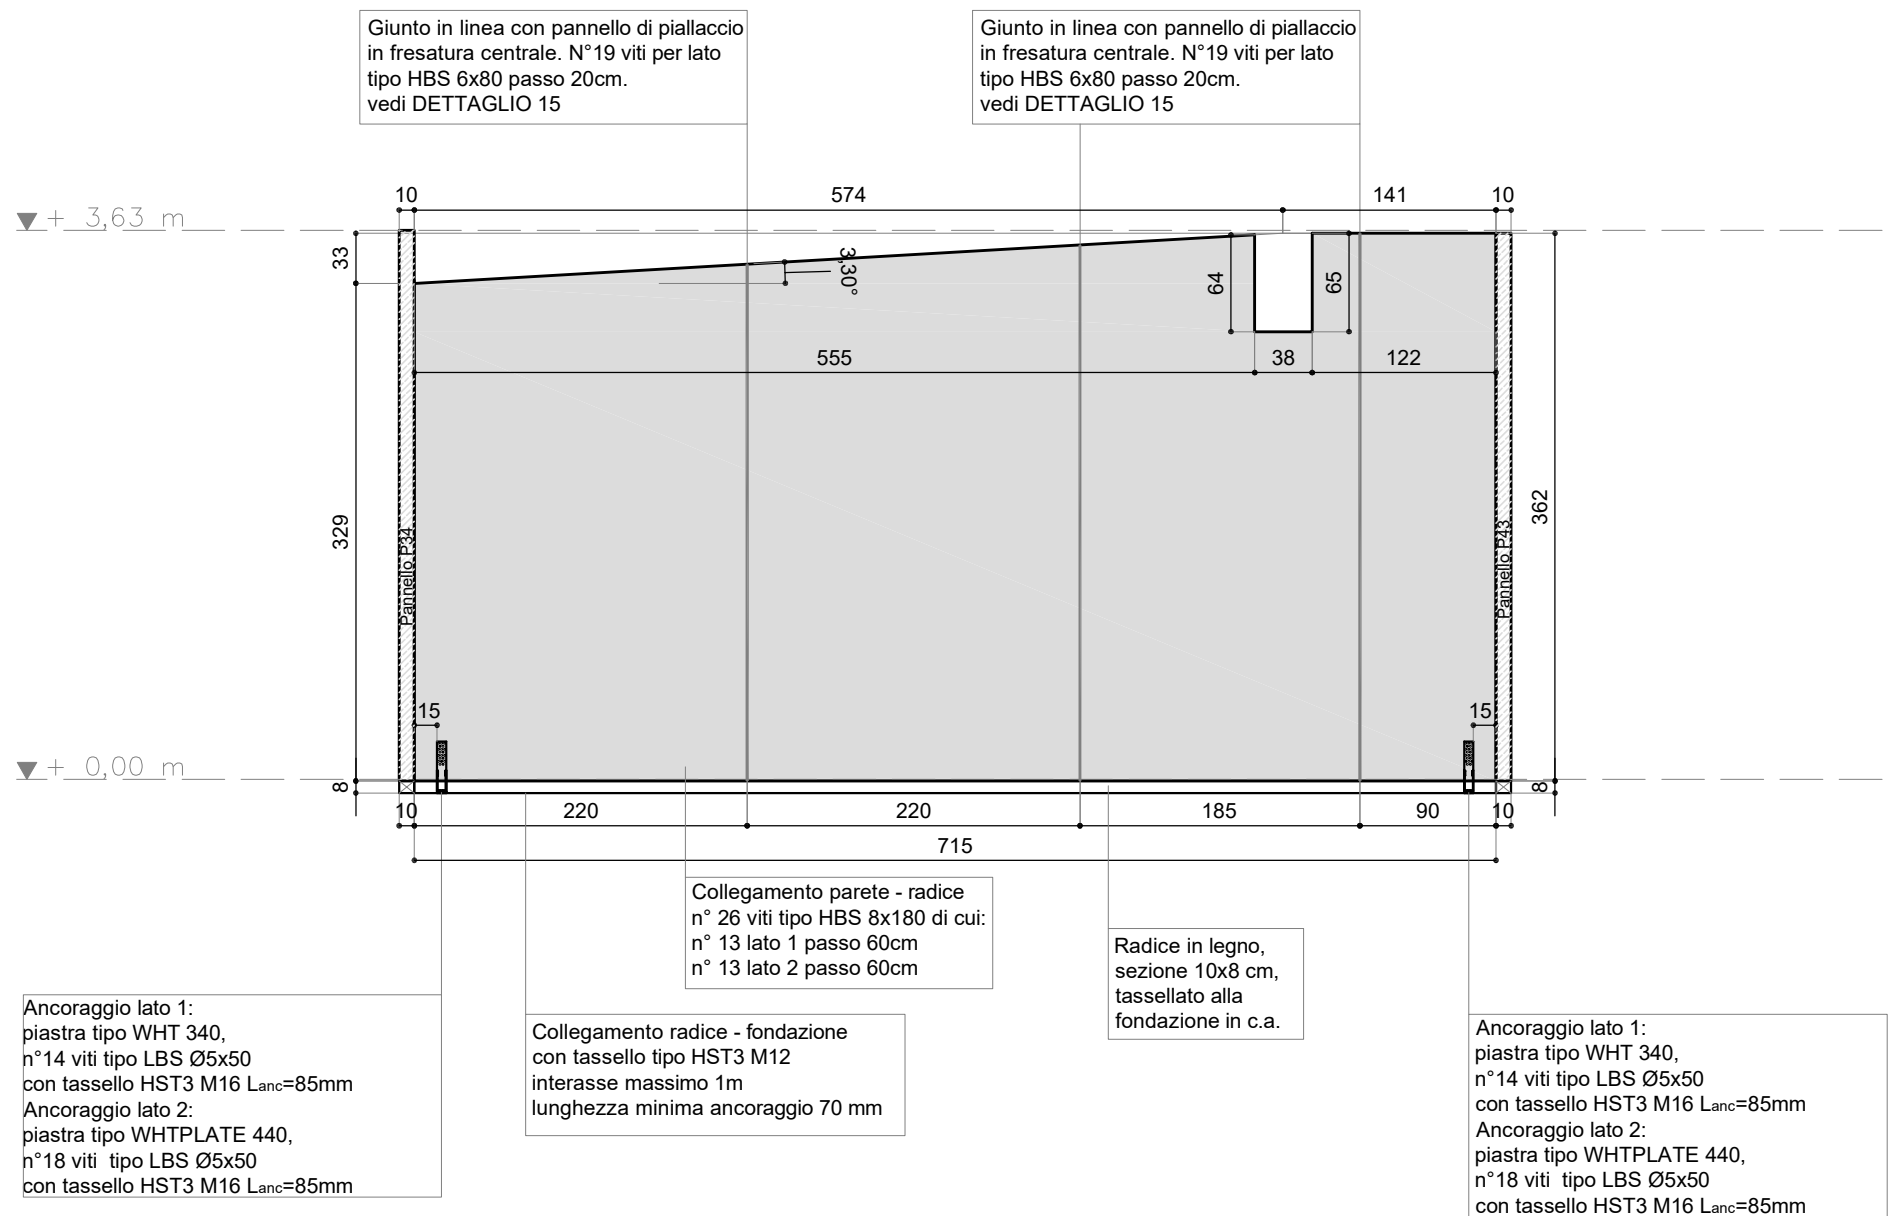 Giunto in linea con pannello di piallaccio
in fresatura centrale. N°19 viti per lato
tipo HBS 6x80 passo 20cm.
vedi DETTAGLIO 15
Giunto in linea con pannello di piallaccio
in fresatura centrale. N°19 viti per lato
tipo HBS 6x80 passo 20cm.
vedi DETTAGLIO 15
10
574
141
10
+ 3,63 m
33
3,30°
64
65
555
38
122
329
362
Pannello P34
Pannello P43
15
15
+ 0,00 m
8
8
10
220
220
185
90
10
715
Collegamento parete - radice
n° 26 viti tipo HBS 8x180 di cui:
n° 13 lato 1 passo 60cm
n° 13 lato 2 passo 60cm
Radice in legno,
sezione 10x8 cm,
tassellato alla
fondazione in c.a.
Ancoraggio lato 1:
piastra tipo WHT 340,
n°14 viti tipo LBS Ø5x50
con tassello HST3 M16 Lanc=85mm
Ancoraggio lato 2:
piastra tipo WHTPLATE 440,
n°18 viti  tipo LBS Ø5x50
con tassello HST3 M16 Lanc=85mm
Collegamento radice - fondazione
con tassello tipo HST3 M12
interasse massimo 1m
lunghezza minima ancoraggio 70 mm
Ancoraggio lato 1:
piastra tipo WHT 340,
n°14 viti tipo LBS Ø5x50
con tassello HST3 M16 Lanc=85mm
Ancoraggio lato 2:
piastra tipo WHTPLATE 440,
n°18 viti  tipo LBS Ø5x50
con tassello HST3 M16 Lanc=85mm